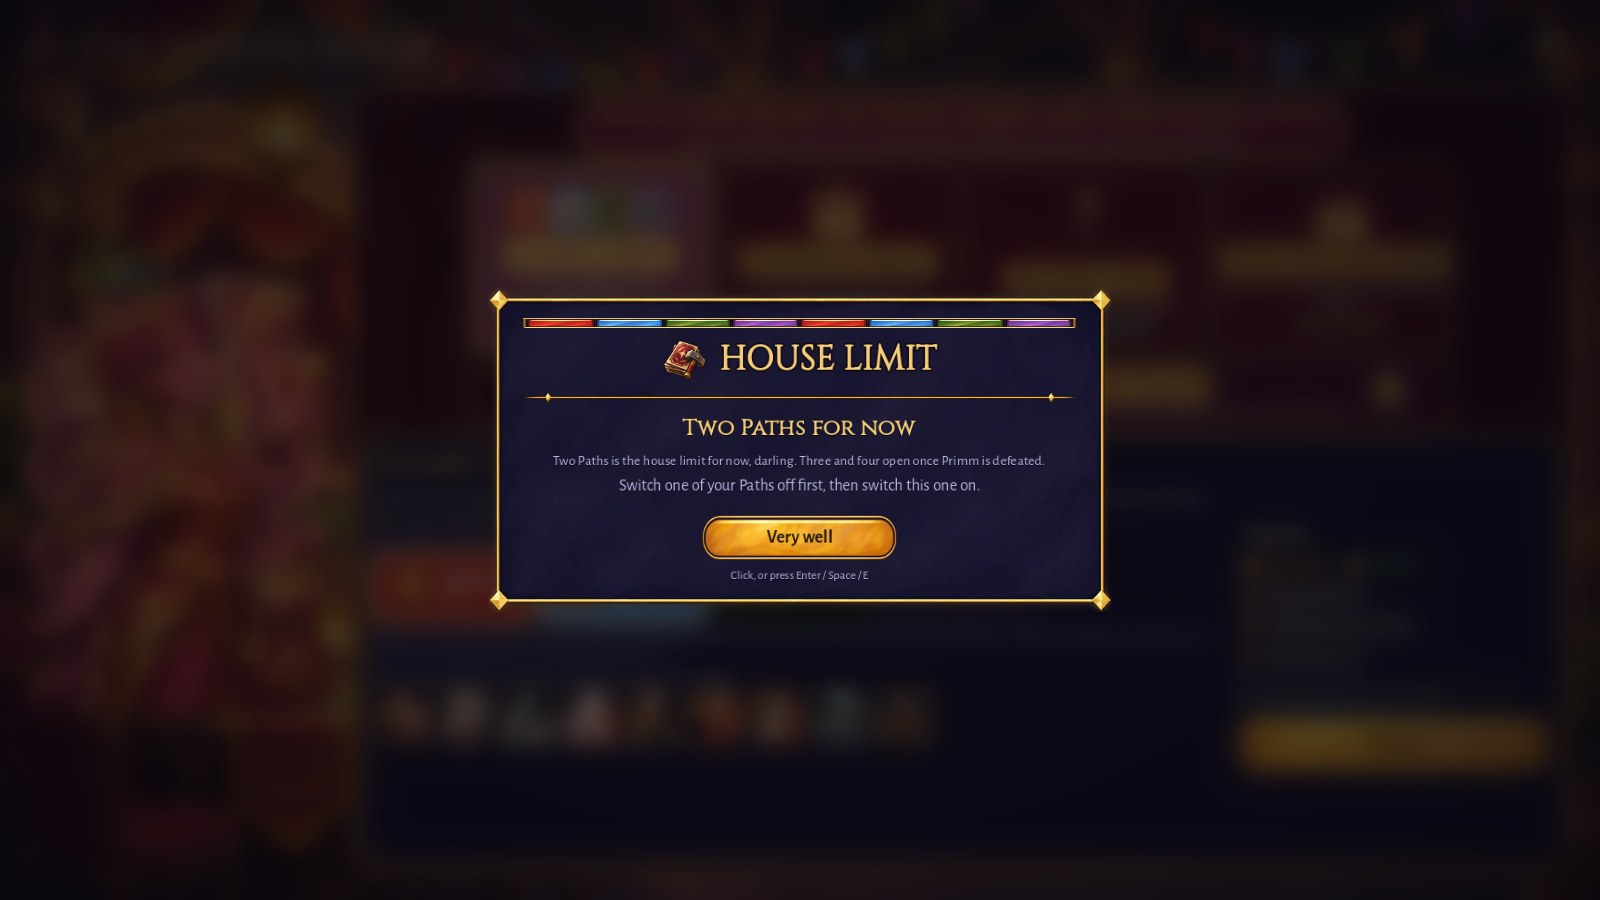 HOUSE LIMIT
Two Paths for now
Two Paths is the house limit for now, darling. Three and four open once Primm is defeated.
Switch one of your Paths off first, then switch this one on.
Very well
Click, or press Enter / Space / E